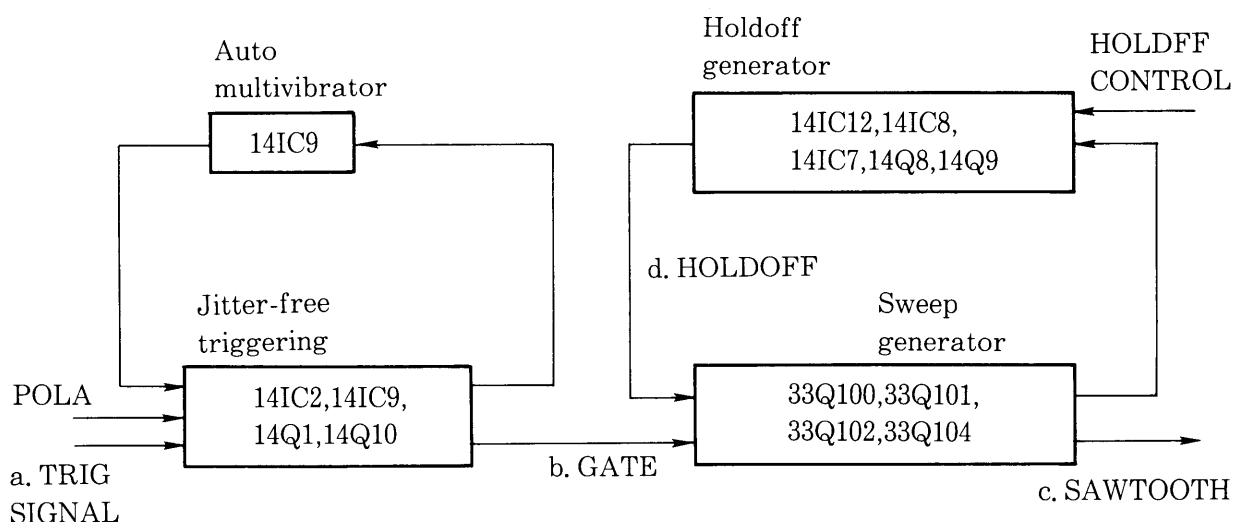 Auto
multivibrator
14IC9
Holdoff
generator
14IC12,14IC8,
14IC7,14Q8,14Q9
HOLDFF
CONTROL
d. HOLDOFF
Jitter-free
triggering
14IC2,14IC9,
14Q1,14Q10
POLA
a. TRIG
SIGNAL
b. GATE
Sweep
generator
33Q100,33Q101,
33Q102,33Q104
c. SAWTOOTH